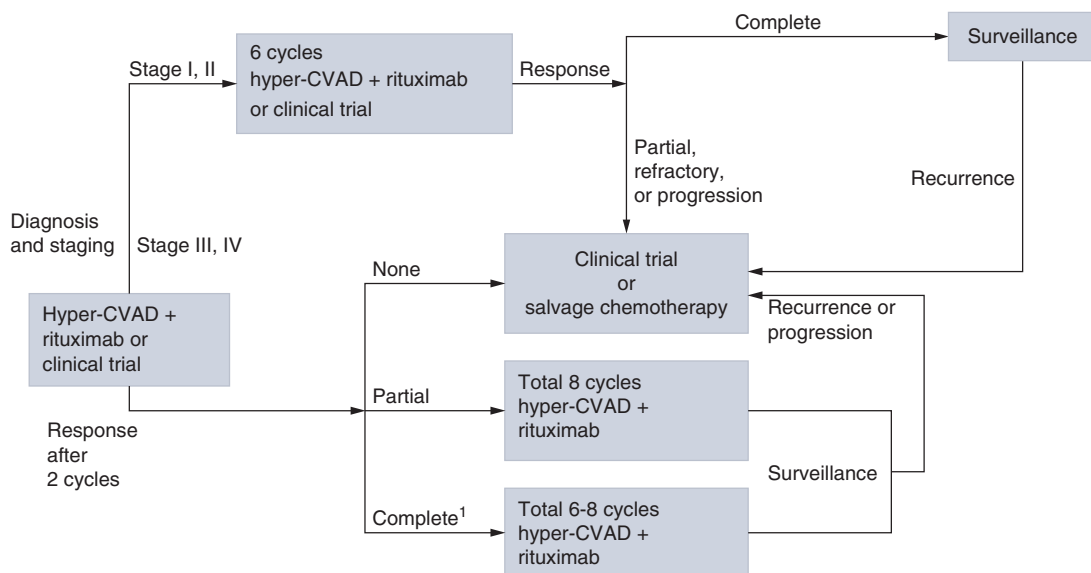 Complete
Surveillance
Stage I, II
6 cycles
hyper-CVAD + rituximab
or clinical trial
Response
Partial,
refractory,
or progression
Recurrence
Diagnosis
and staging
Stage III, IV
None
Clinical trial
or
salvage chemotherapy
Hyper-CVAD +
rituximab or
clinical trial
Recurrence or
progression
Partial
Total 8 cycles
hyper-CVAD +
rituximab
Response
after
2 cycles
Surveillance
Complete¹
Total 6-8 cycles
hyper-CVAD +
rituximab